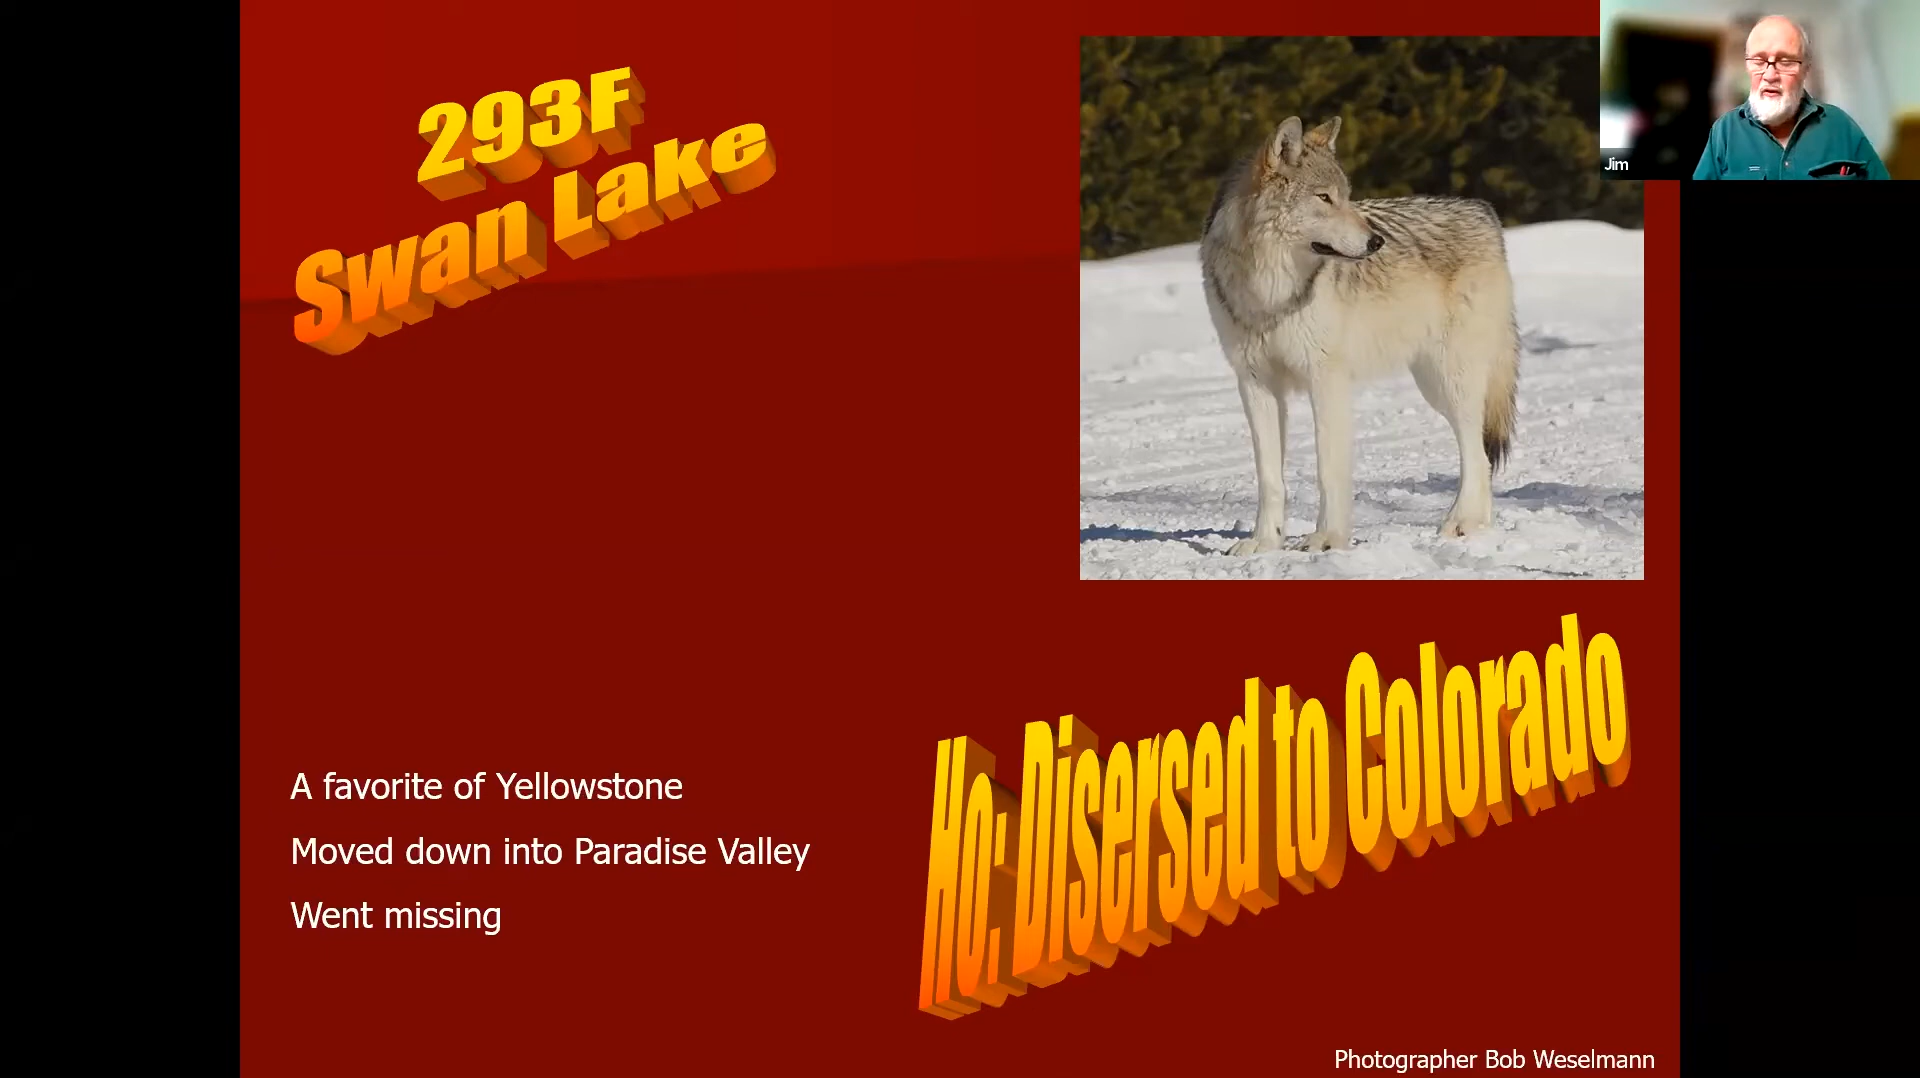 293F
Swan Lake
Jim
Ho: Disersed to Colorado
A favorite of Yellowstone
Moved down into Paradise Valley
Went missing
Photographer Bob Weselmann